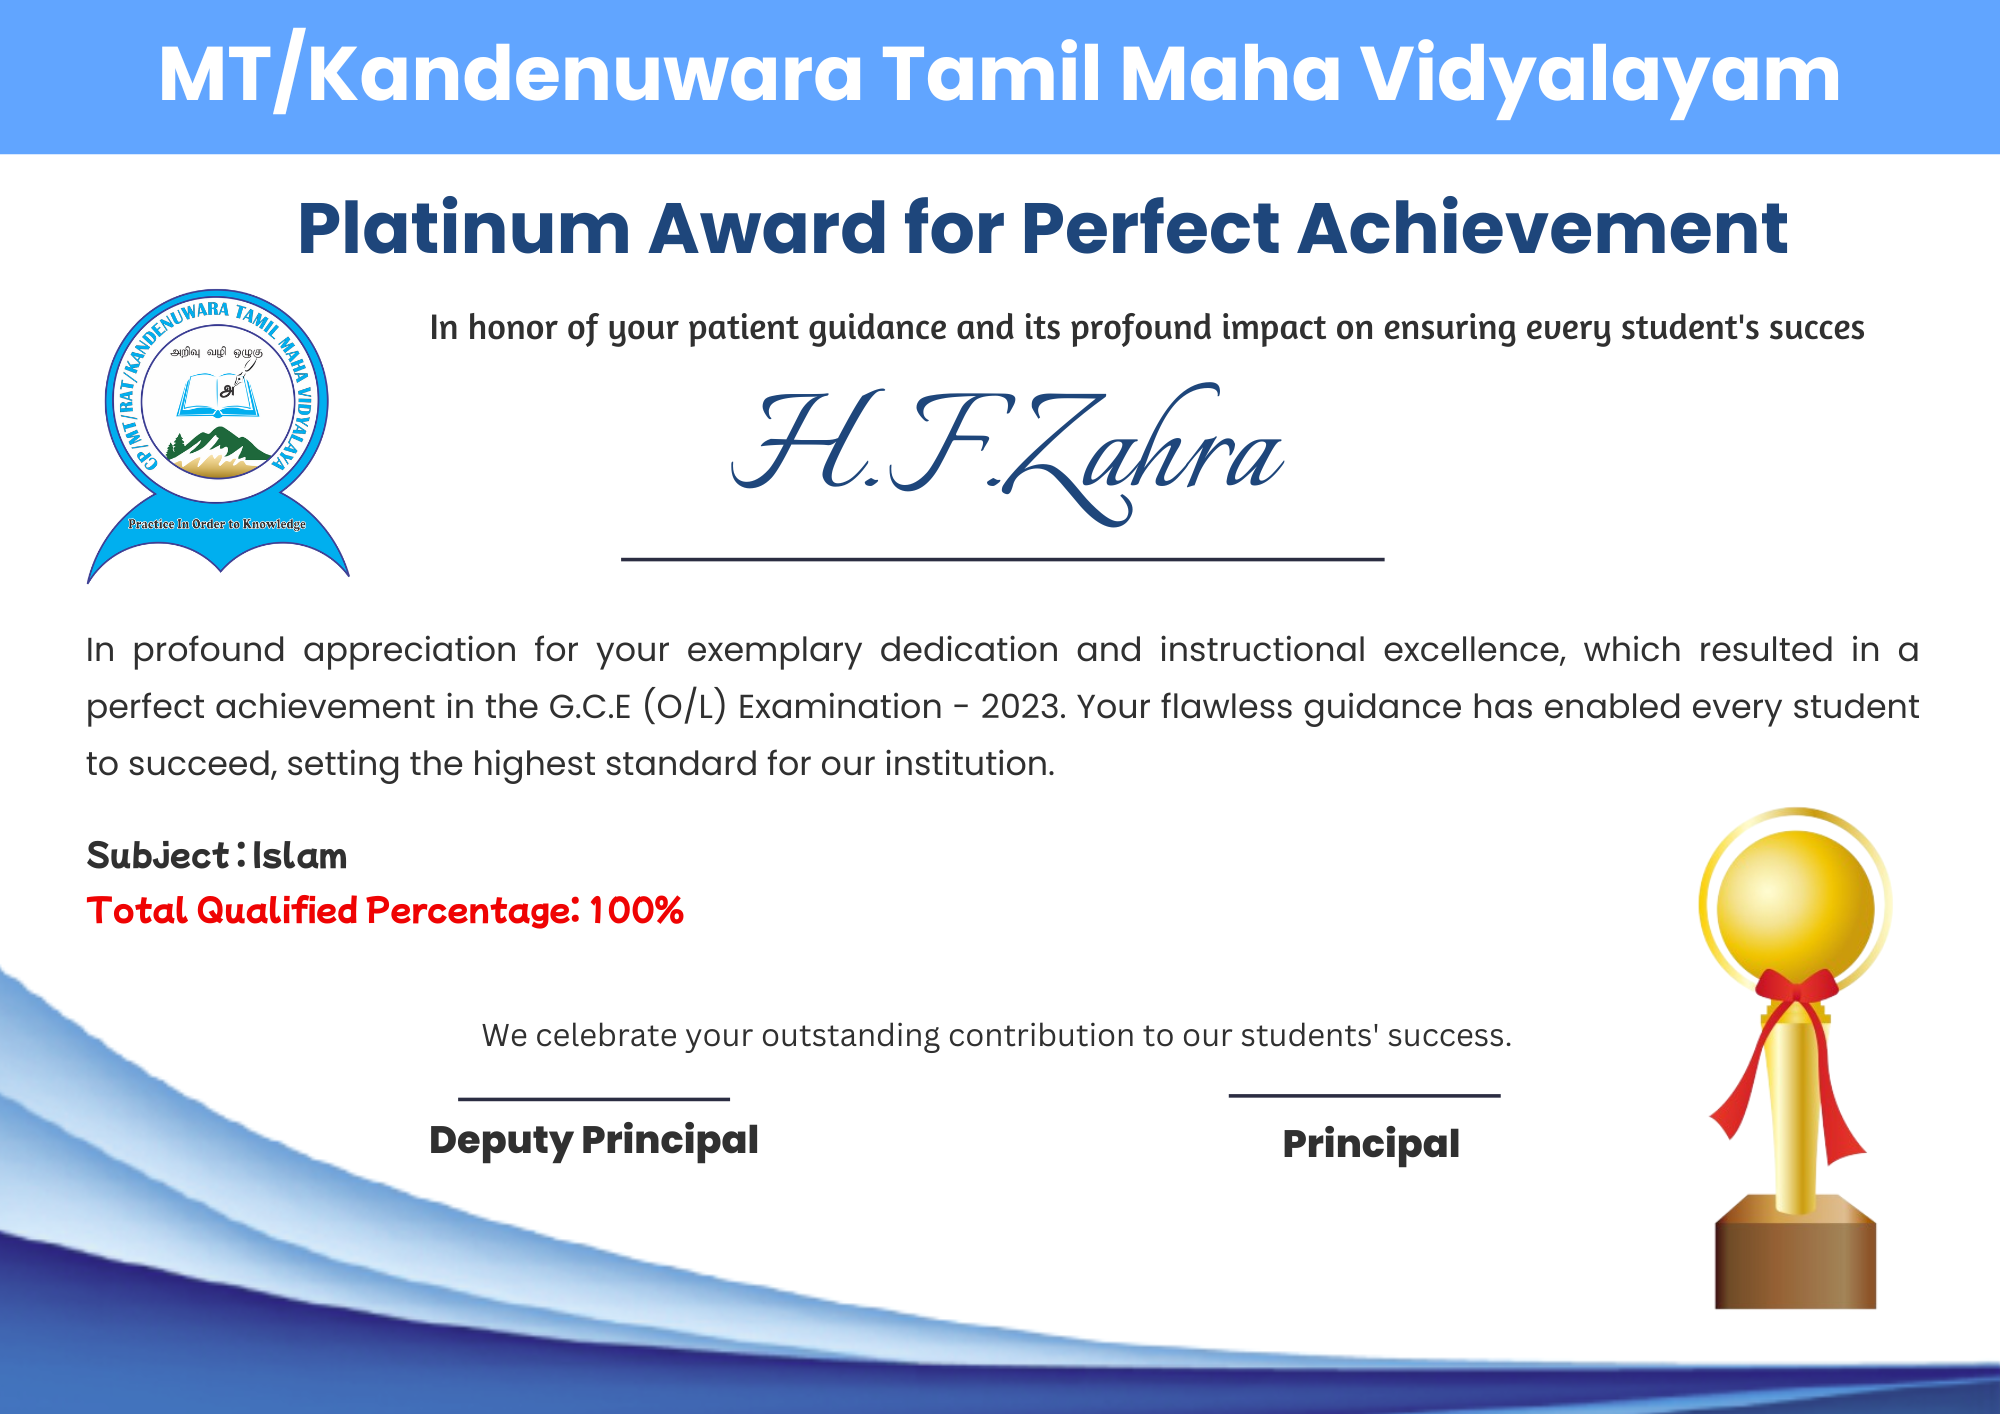 MT/Kandenuwara Tamil Maha Vidyalayam
Platinum Award for Perfect Achievement
CP/MT/RAT/KANDENUWARA TAMIL MAHA VIDYALAYA
அறிவு வழி ஒழுகு
அ
Practice In Order to Knowledge
In honor of your patient guidance and its profound impact on ensuring every student's succes
H.F.Zahra
In profound appreciation for your exemplary dedication and instructional excellence, which resulted in a
perfect achievement in the G.C.E (O/L) Examination - 2023. Your flawless guidance has enabled every student
to succeed, setting the highest standard for our institution.
Subject : Islam
Total Qualified Percentage: 100%
We celebrate your outstanding contribution to our students' success.
Deputy Principal
Principal